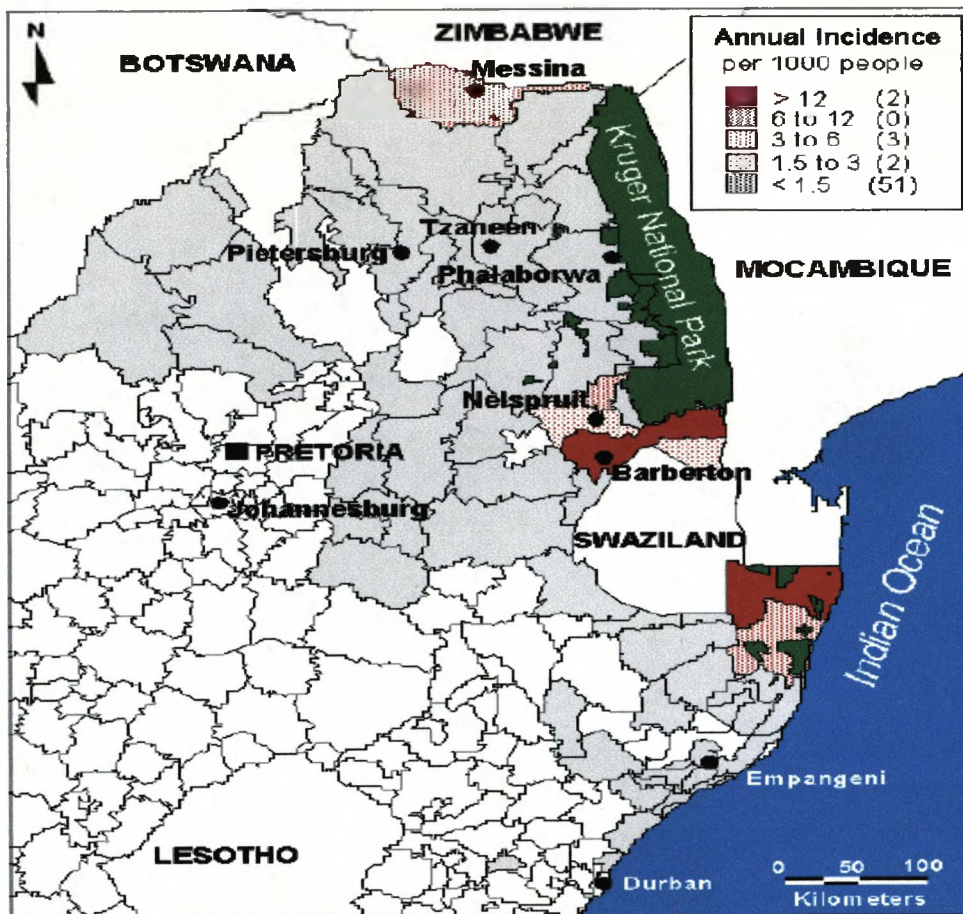 N
ZIMBABWE
BOTSWANA
Messina
Annual Incidence
per 1000 people
> 12 (2)
6 to 12 (0)
3 to 6 (3)
1.5 to 3 (2)
< 1.5 (51)
Kruger National Park
Tzaneen
Pietersburg
Phalaborwa
MOCAMBIQUE
Nelspruit
PRETORIA
Barberton
Johannesburg
SWAZILAND
Indian Ocean
Empangeni
LESOTHO
Durban
0 50 100
Kilometers